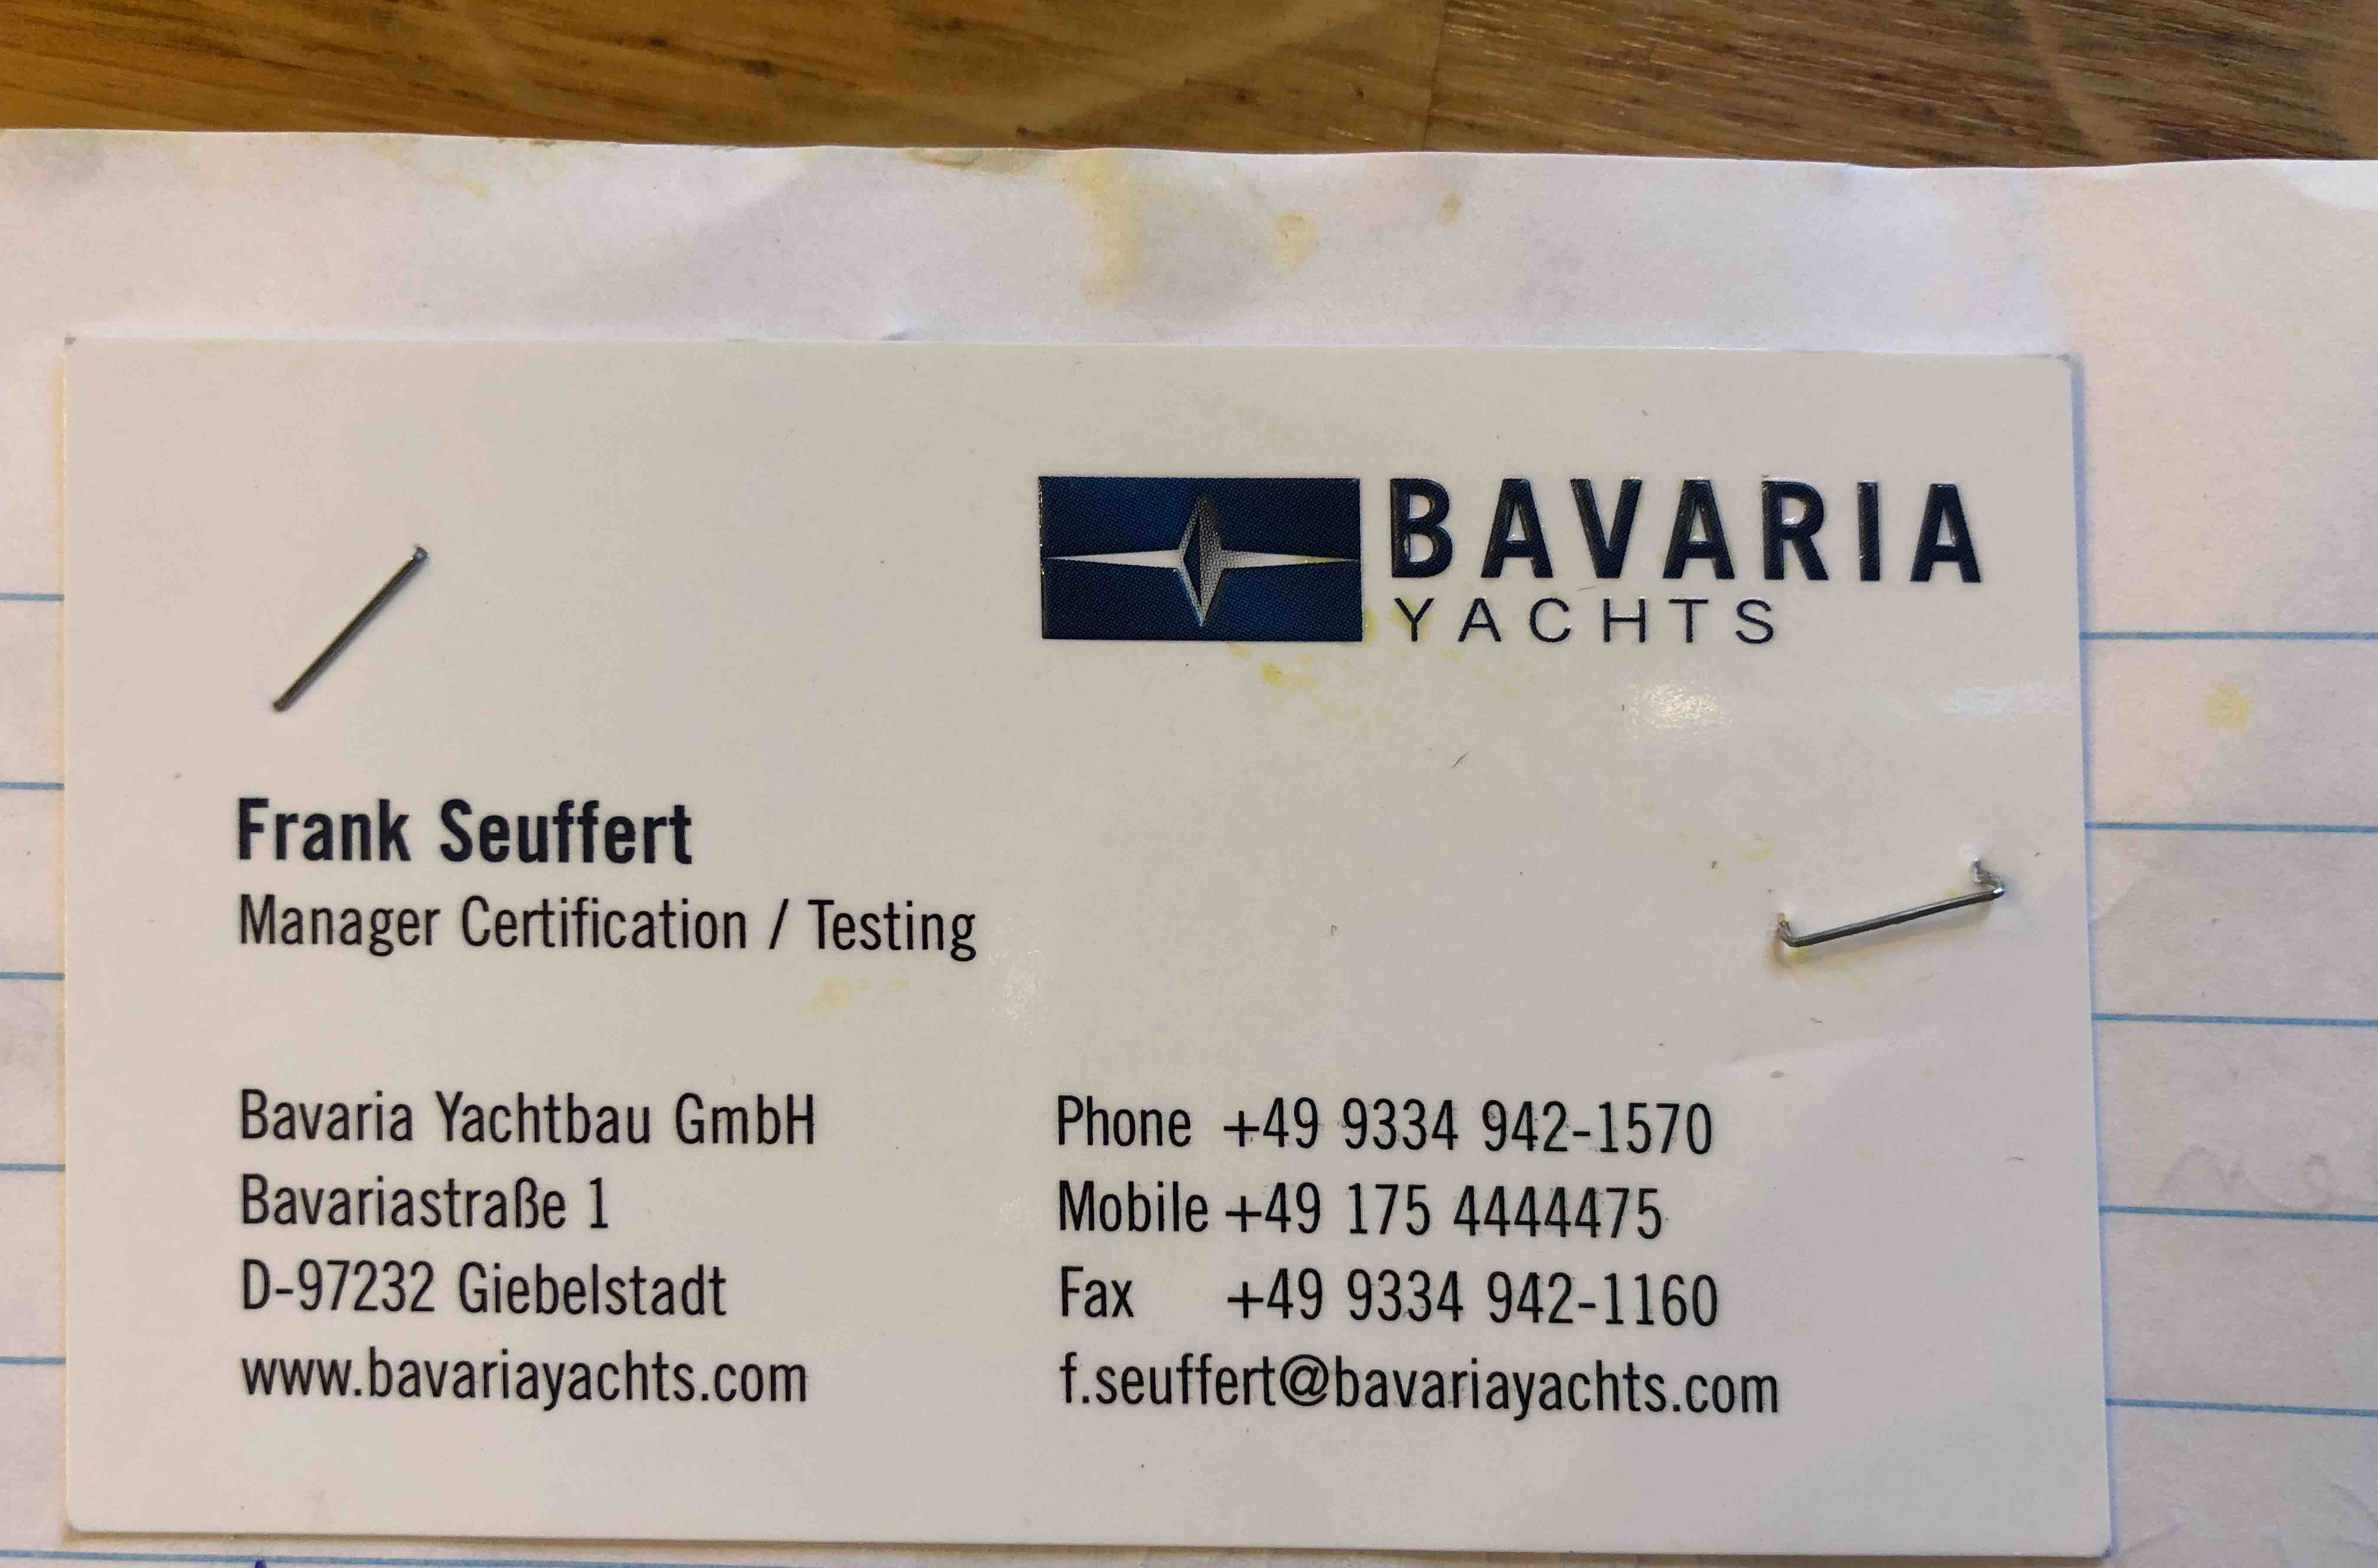 BAVARIA
YACHTS
Frank Seuffert
Manager Certification / Testing
Bavaria Yachtbau GmbH
Bavariastraße 1
D-97232 Giebelstadt
www.bavariayachts.com
Phone +49 9334 942-1570
Mobile +49 175 4444475
Fax +49 9334 942-1160
f.seuffert@bavariayachts.com